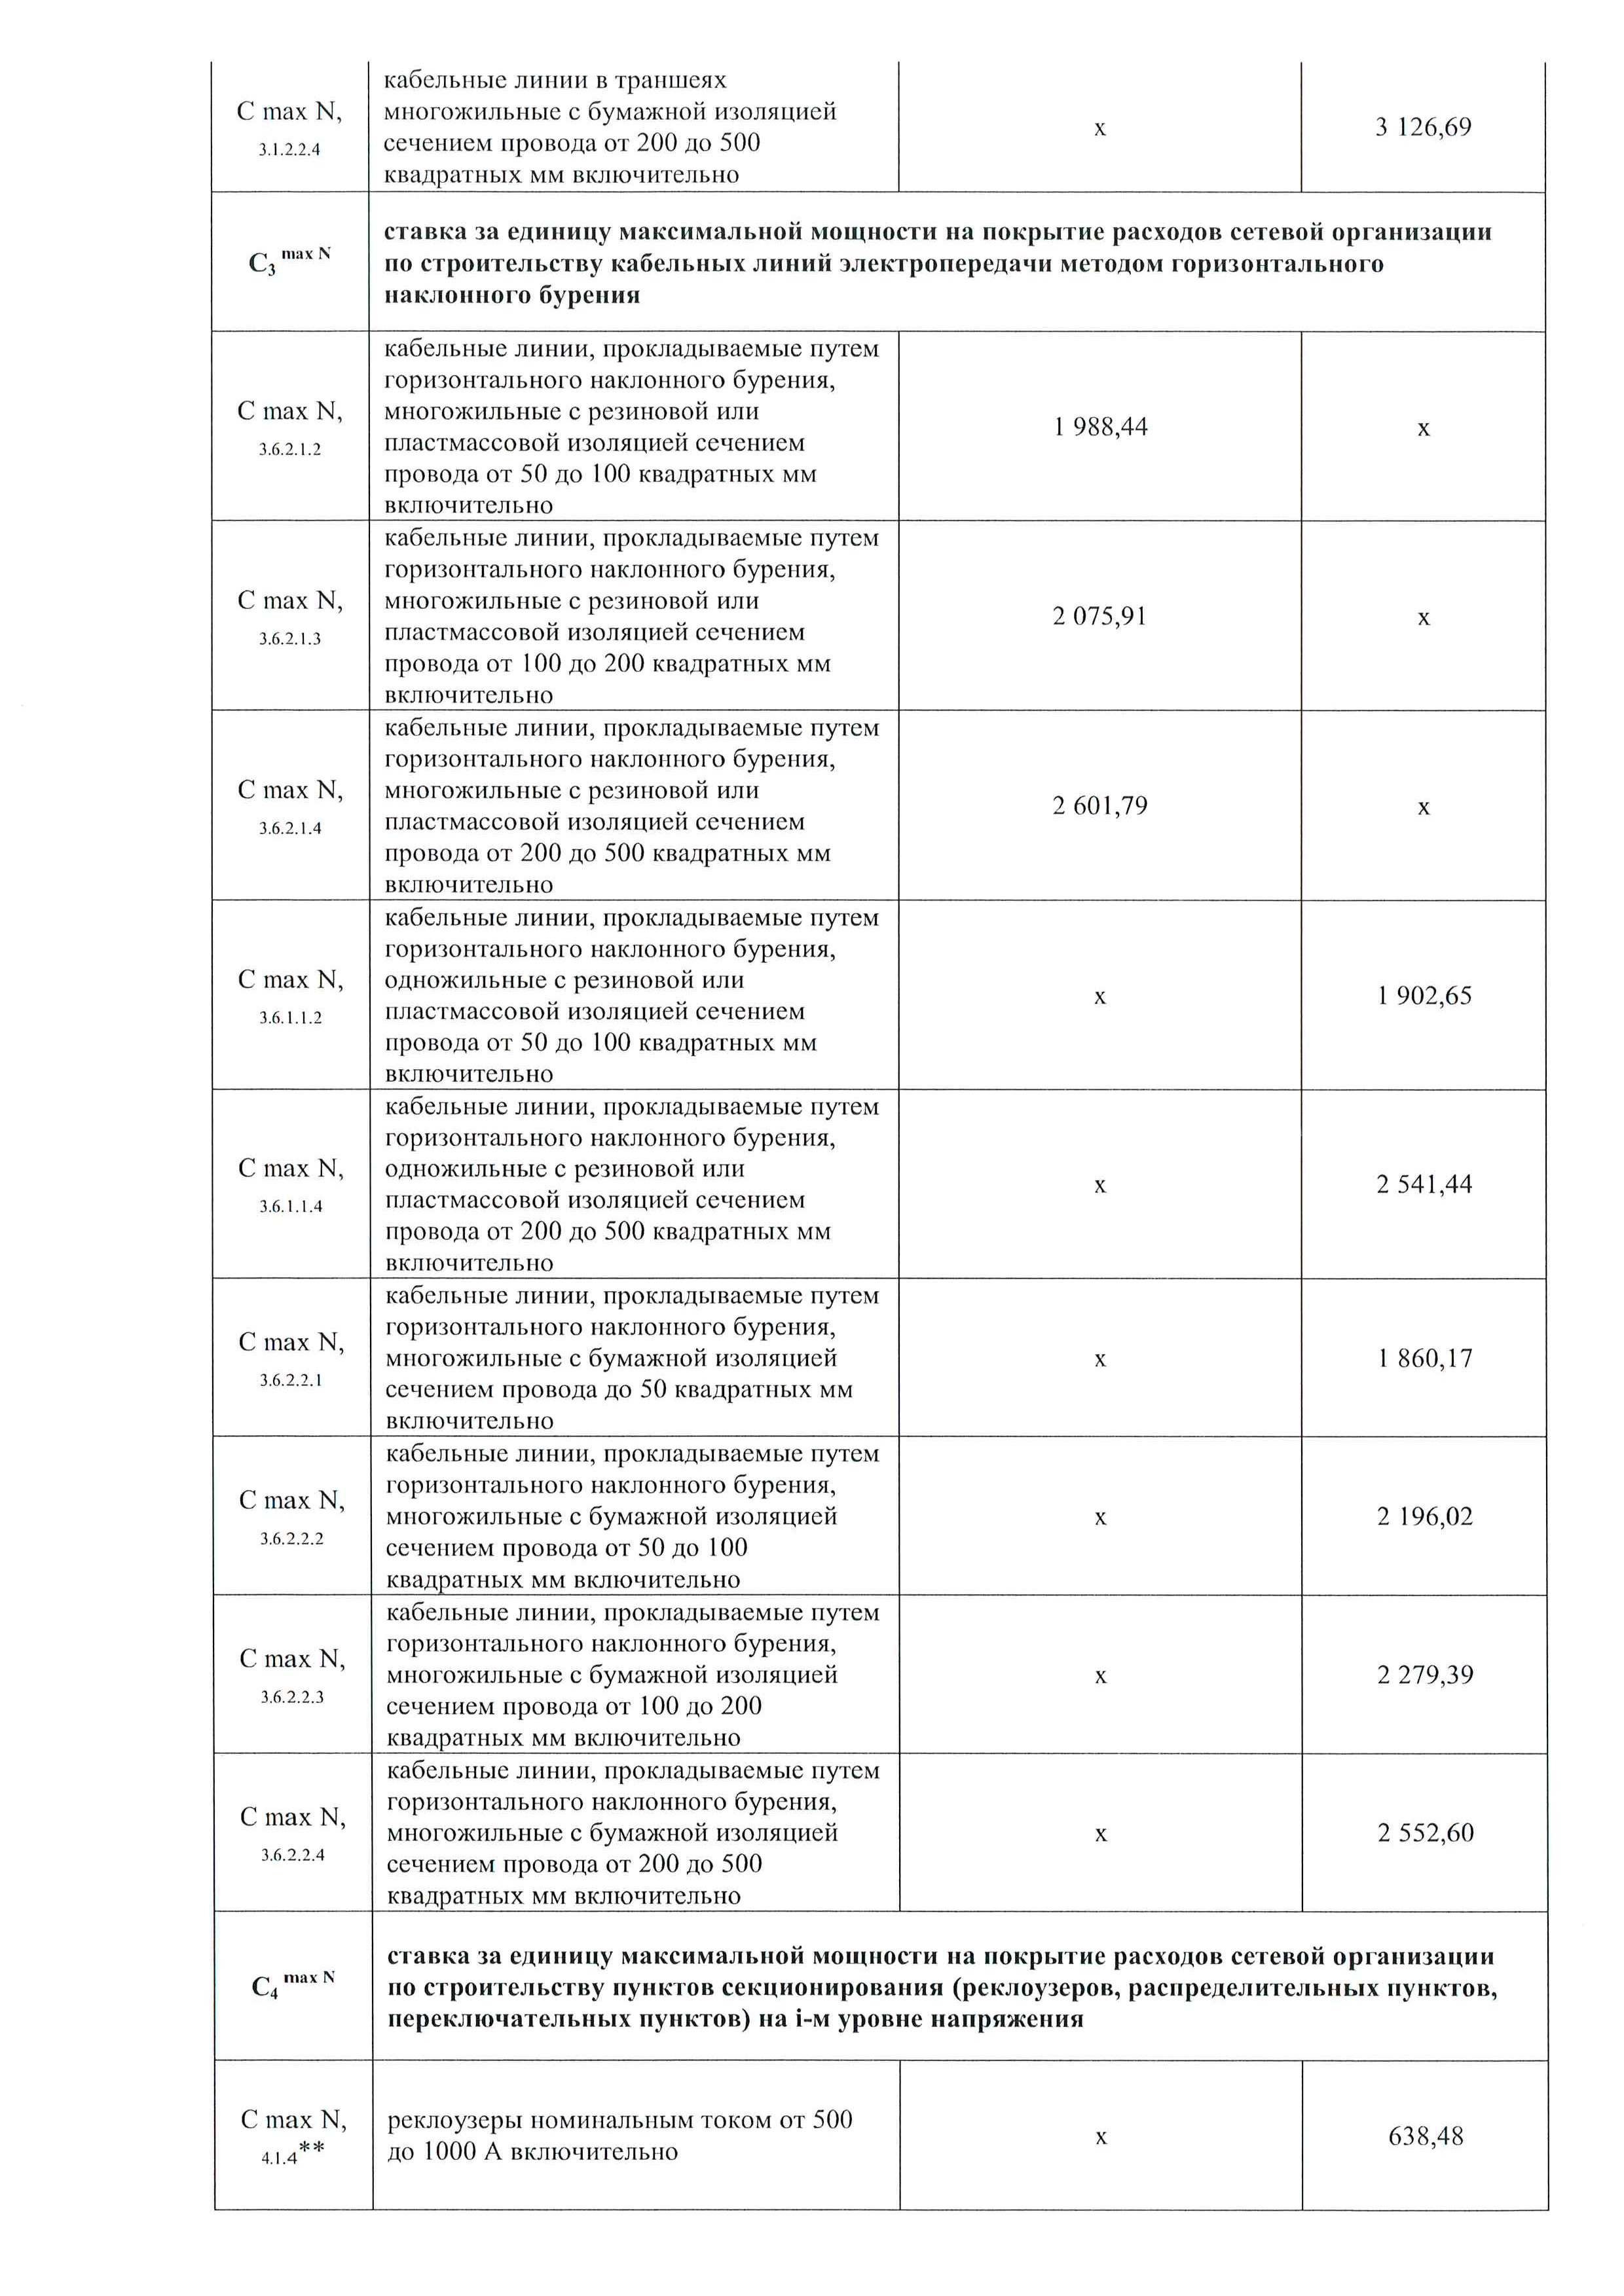 кабельные линии в траншеях
C max N,
3.1.2.2.4
многожильные с бумажной изоляцией
сечением провода от 200 до 500
квадратных мм включительно
x
3 126,69
C3 max N
ставка за единицу максимальной мощности на покрытие расходов сетевой организации
по строительству кабельных линий электропередачи методом горизонтального
наклонного бурения
C max N,
3.6.2.1.2
кабельные линии, прокладываемые путем
горизонтального наклонного бурения,
многожильные с резиновой или
пластмассовой изоляцией сечением
провода от 50 до 100 квадратных мм
включительно
1 988,44
x
C max N,
3.6.2.1.3
кабельные линии, прокладываемые путем
горизонтального наклонного бурения,
многожильные с резиновой или
пластмассовой изоляцией сечением
провода от 100 до 200 квадратных мм
включительно
2 075,91
x
C max N,
3.6.2.1.4
кабельные линии, прокладываемые путем
горизонтального наклонного бурения,
многожильные с резиновой или
пластмассовой изоляцией сечением
провода от 200 до 500 квадратных мм
включительно
2 601,79
x
C max N,
3.6.1.1.2
кабельные линии, прокладываемые путем
горизонтального наклонного бурения,
одножильные с резиновой или
пластмассовой изоляцией сечением
провода от 50 до 100 квадратных мм
включительно
x
1 902,65
C max N,
3.6.1.1.4
кабельные линии, прокладываемые путем
горизонтального наклонного бурения,
одножильные с резиновой или
пластмассовой изоляцией сечением
провода от 200 до 500 квадратных мм
включительно
x
2 541,44
C max N,
3.6.2.2.1
кабельные линии, прокладываемые путем
горизонтального наклонного бурения,
многожильные с бумажной изоляцией
сечением провода до 50 квадратных мм
включительно
x
1 860,17
C max N,
3.6.2.2.2
кабельные линии, прокладываемые путем
горизонтального наклонного бурения,
многожильные с бумажной изоляцией
сечением провода от 50 до 100
квадратных мм включительно
x
2 196,02
C max N,
3.6.2.2.3
кабельные линии, прокладываемые путем
горизонтального наклонного бурения,
многожильные с бумажной изоляцией
сечением провода от 100 до 200
квадратных мм включительно
x
2 279,39
C max N,
3.6.2.2.4
кабельные линии, прокладываемые путем
горизонтального наклонного бурения,
многожильные с бумажной изоляцией
сечением провода от 200 до 500
квадратных мм включительно
x
2 552,60
C4 max N
ставка за единицу максимальной мощности на покрытие расходов сетевой организации
по строительству пунктов секционирования (реклоузеров, распределительных пунктов,
переключательных пунктов) на i-м уровне напряжения
C max N,
4.1.4**
реклоузеры номинальным током от 500
до 1000 А включительно
x
638,48